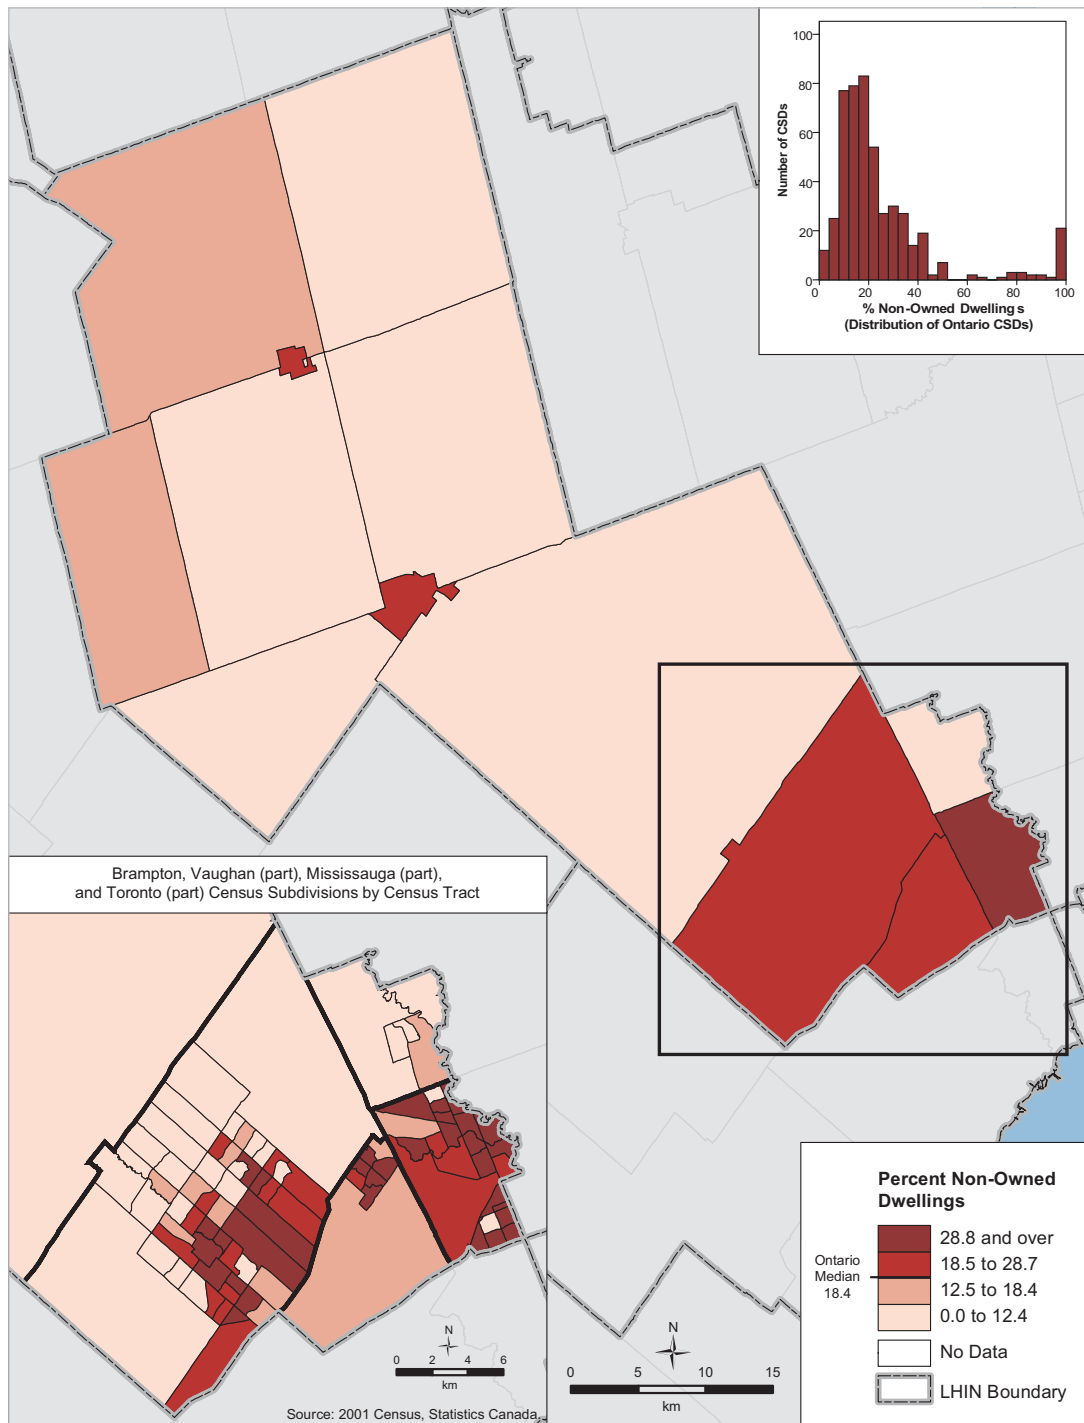 100
80
60
40
20
0
Number of CSDs
0 20 40 60 80 100
% Non-Owned Dwellings
(Distribution of Ontario CSDs)
Brampton, Vaughan (part), Mississauga (part),
and Toronto (part) Census Subdivisions by Census Tract
N
0 2 4 6
km
Source: 2001 Census, Statistics Canada
N
0 5 10 15
km
Percent Non-Owned
Dwellings
28.8 and over
18.5 to 28.7
12.5 to 18.4
0.0 to 12.4
No Data
LHIN Boundary
Ontario
Median
18.4